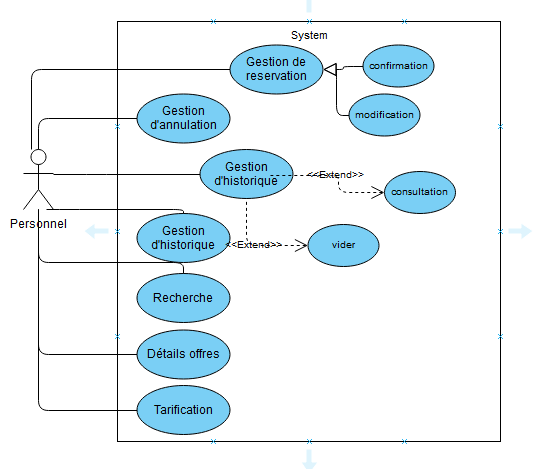 System
Gestion de
reservation
confirmation
modification
Gestion
d'annulation
Gestion
d'historique
<<Extend>>
consultation
Personnel
Gestion
d'historique
<<Extend>>
vider
Recherche
Détails offres
Tarification